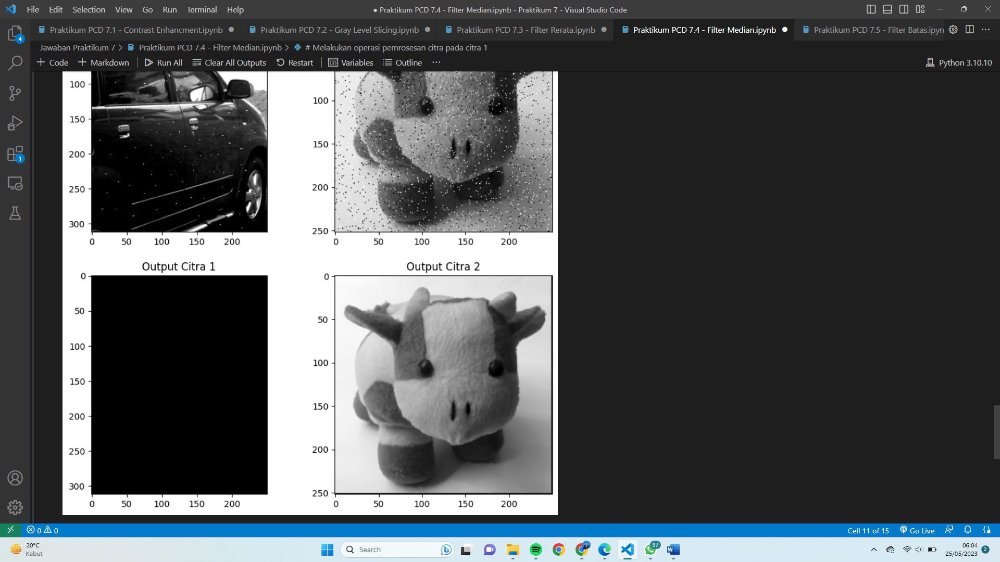 File Edit Selection View Go Run Terminal Help
● Praktikum PCD 7.4 - Filter Median.ipynb - Praktikum 7 - Visual Studio Code
Praktikum PCD 7.1 - Contrast Enhancment.ipynb
Praktikum PCD 7.2 - Gray Level Slicing.ipynb
Praktikum PCD 7.3 - Filter Rerata.ipynb
Praktikum PCD 7.4 - Filter Median.ipynb
Praktikum PCD 7.5 - Filter Batas.ipyn
Jawaban Praktikum 7 > Praktikum PCD 7.4 - Filter Median.ipynb > # Melakukan operasi pemrosesan citra pada citra 1
+ Code + Markdown Run All Clear All Outputs Restart Variables Outline ··· Python 3.10.10
4
1
100
150
200
250
300
0 50 100 150 200
100
150
200
250
0 50 100 150 200
Output Citra 1
0
50
100
150
200
250
300
0 50 100 150 200
Output Citra 2
0
50
100
150
200
250
0 50 100 150 200
0 0
Cell 11 of 15 Go Live
20°C
Kabut
Search
97
06:04
25/05/2023
2